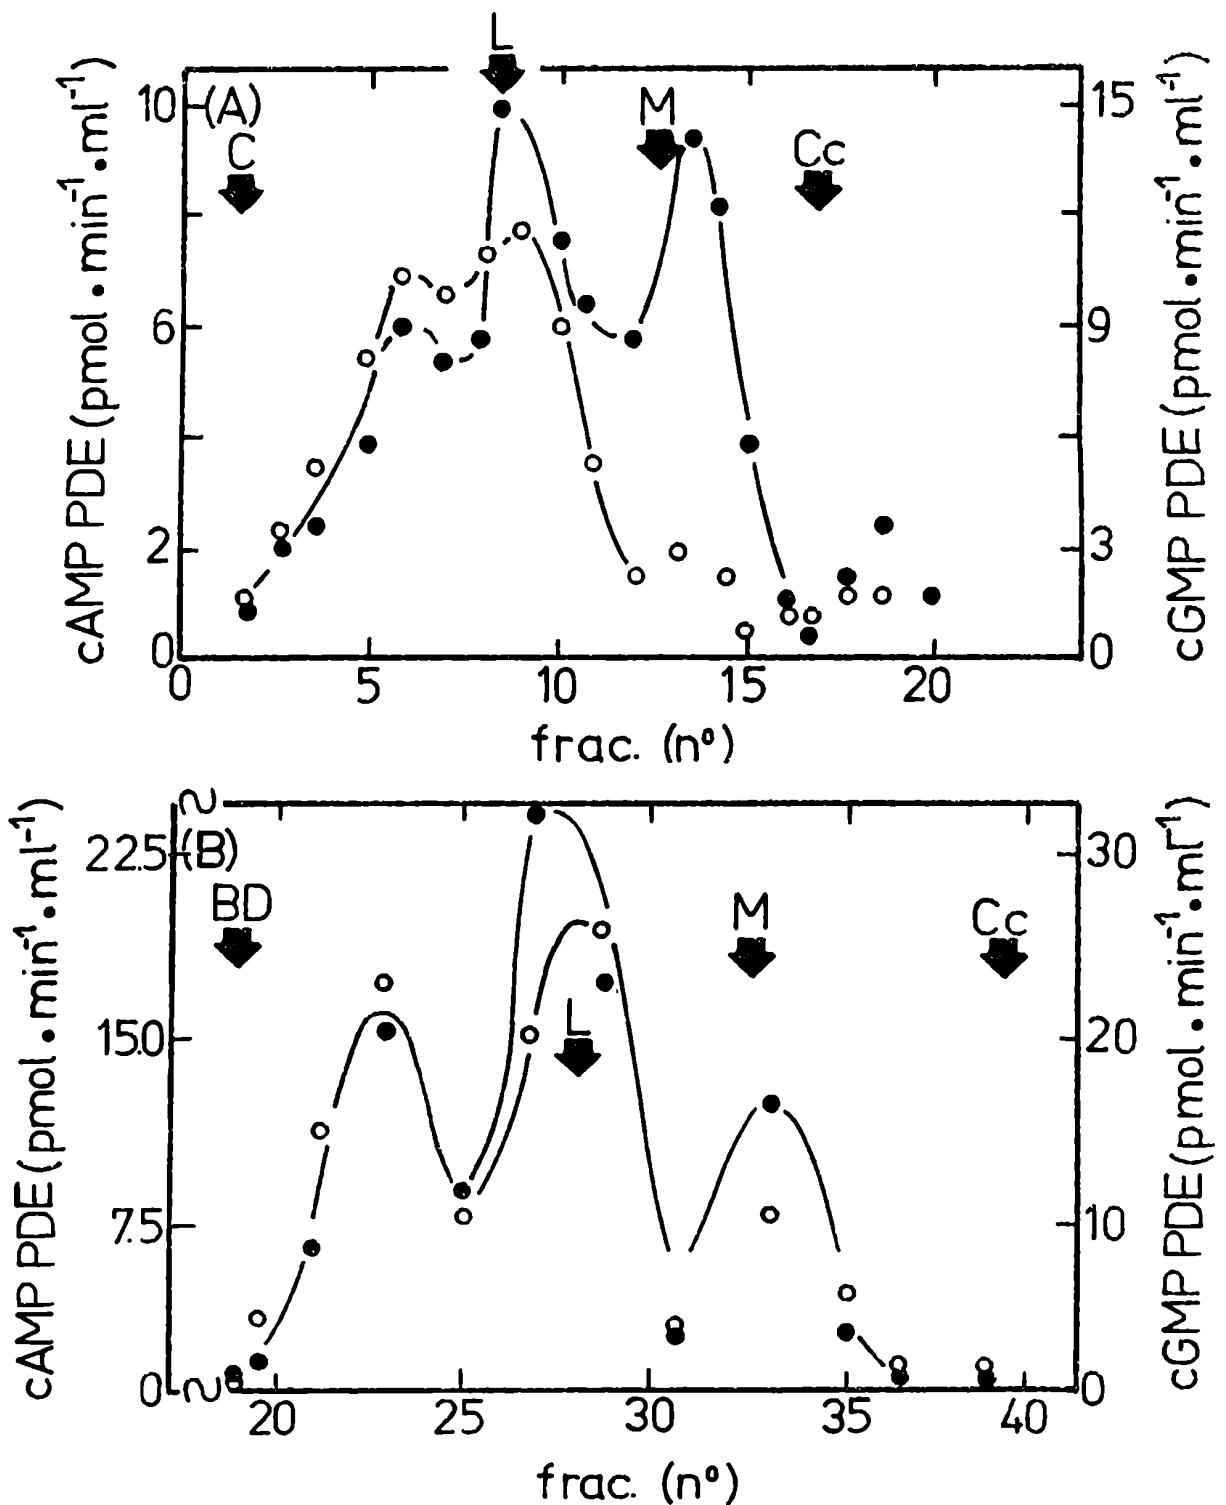 L
10 (A) M 15
C Cc
cAMP PDE (pmol • min⁻¹ • ml⁻¹)
cGMP PDE (pmol • min⁻¹ • ml⁻¹)
6 9
2 3
0 0
0 5 10 15 20
frac. (nº)
22.5 (B) 30
BD M Cc
cAMP PDE (pmol • min⁻¹ • ml⁻¹)
cGMP PDE (pmol • min⁻¹ • ml⁻¹)
L
15.0 20
7.5 10
0 0
20 25 30 35 40
frac. (nº)